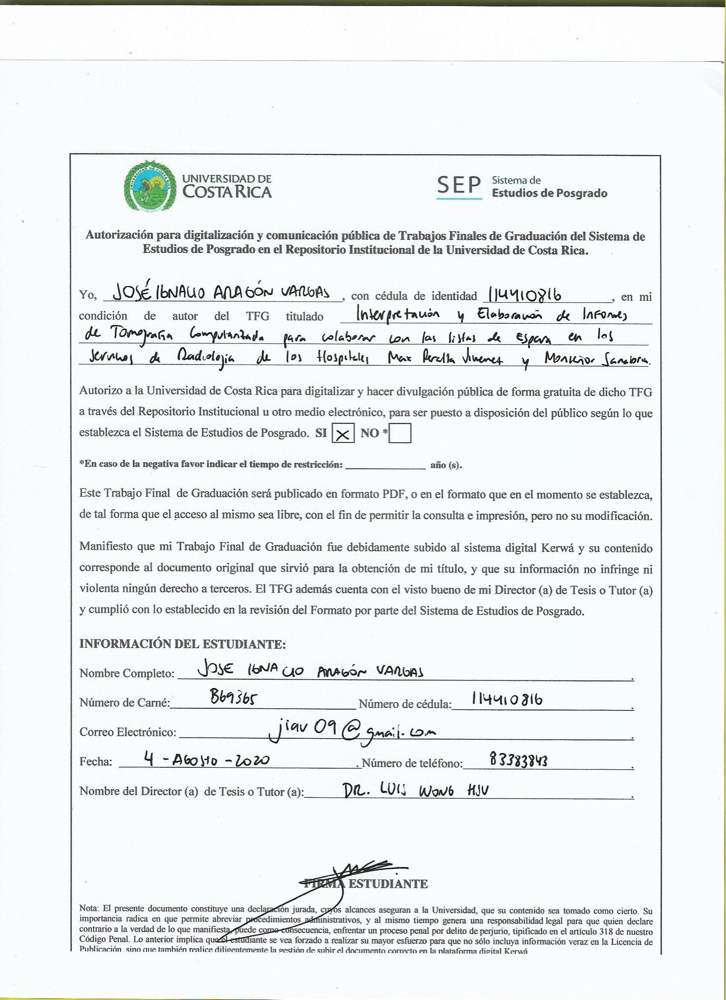 UNIVERSIDAD DE
COSTA RICA
SEP Sistema de
Estudios de Posgrado
Autorización para digitalización y comunicación pública de Trabajos Finales de Graduación del Sistema de
Estudios de Posgrado en el Repositorio Institucional de la Universidad de Costa Rica.
Yo, JOSÉ IGNACIO ARAGÓN VARGAS, con cédula de identidad 114410816, en mi
condición de autor del TFG titulado Interpretación y Elaboración de Informes
de Tomografía Computarizada para colaborar con las listas de Espera en los
servicios de Radiología de los Hospitales Max Peralta Jiménez y Monseñor Sanabria.
Autorizo a la Universidad de Costa Rica para digitalizar y hacer divulgación pública de forma gratuita de dicho TFG
a través del Repositorio Institucional u otro medio electrónico, para ser puesto a disposición del público según lo que
establezca el Sistema de Estudios de Posgrado. SI X NO *
*En caso de la negativa favor indicar el tiempo de restricción: ____________ año (s).
Este Trabajo Final de Graduación será publicado en formato PDF, o en el formato que en el momento se establezca,
de tal forma que el acceso al mismo sea libre, con el fin de permitir la consulta e impresión, pero no su modificación.
Manifiesto que mi Trabajo Final de Graduación fue debidamente subido al sistema digital Kerwá y su contenido
corresponde al documento original que sirvió para la obtención de mi título, y que su información no infringe ni
violenta ningún derecho a terceros. El TFG además cuenta con el visto bueno de mi Director (a) de Tesis o Tutor (a)
y cumplió con lo establecido en la revisión del Formato por parte del Sistema de Estudios de Posgrado.
INFORMACIÓN DEL ESTUDIANTE:
Nombre Completo: JOSE IGNACIO ARAGÓN VARGAS.
Número de Carné: B69365 Número de cédula: 114410816.
Correo Electrónico: jiav09@gmail.com.
Fecha: 4 - AGOSTO - 2020. Número de teléfono: 83383843.
Nombre del Director (a) de Tesis o Tutor (a): DR. LUIS WONG HSU.
FIRMA ESTUDIANTE
Nota: El presente documento constituye una declaración jurada, cuyos alcances aseguran a la Universidad, que su contenido sea tomado como cierto. Su
importancia radica en que permite abreviar procedimientos administrativos, y al mismo tiempo genera una responsabilidad legal para que quien declare
contrario a la verdad de lo que manifiesta, puede como consecuencia, enfrentar un proceso penal por delito de perjurio, tipificado en el artículo 318 de nuestro
Código Penal. Lo anterior implica que el estudiante se vea forzado a realizar su mayor esfuerzo para que no sólo incluya información veraz en la Licencia de
Publicación, sino que también realice diligentemente la gestión de subir el documento correcto en la plataforma digital Kerwá